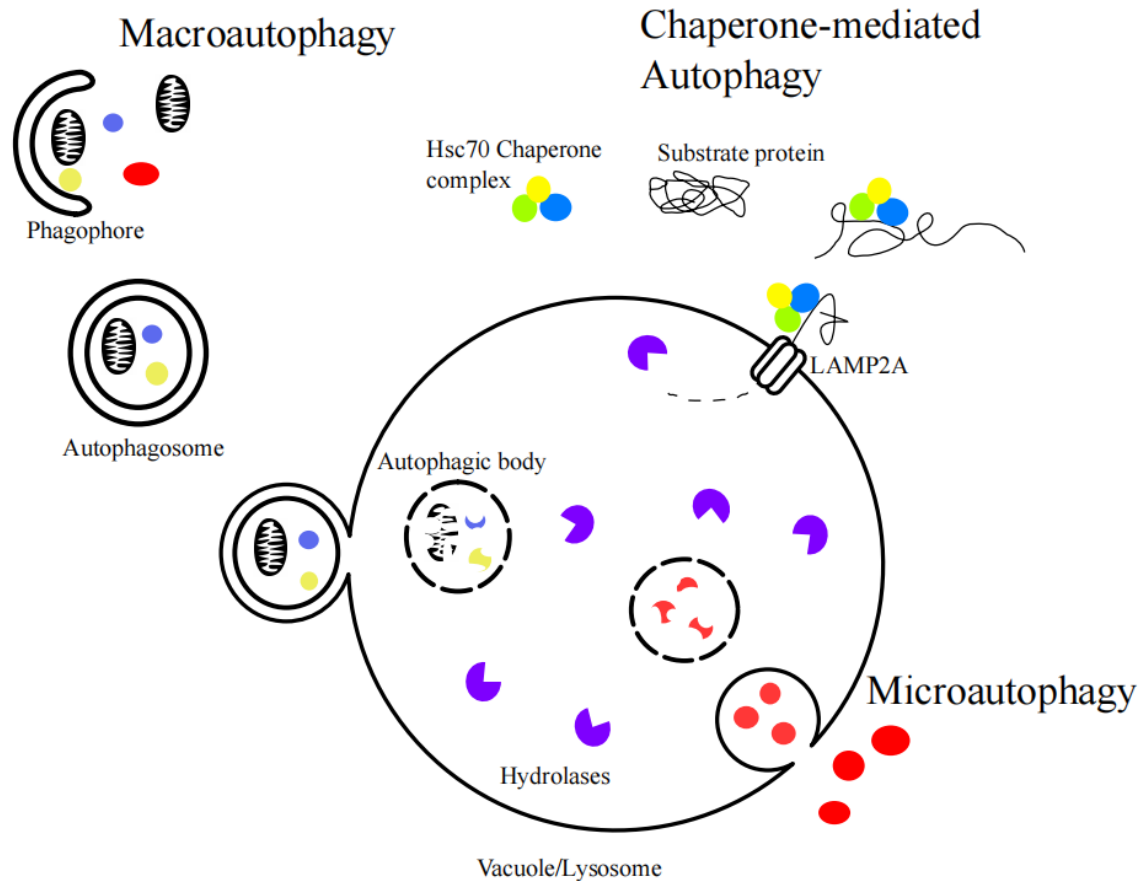 Macroautophagy
Chaperone-mediated
Autophagy
Hsc70 Chaperone
complex
Substrate protein
Phagophore
LAMP2A
Autophagosome
Autophagic body
Microautophagy
Hydrolases
Vacuole/Lysosome